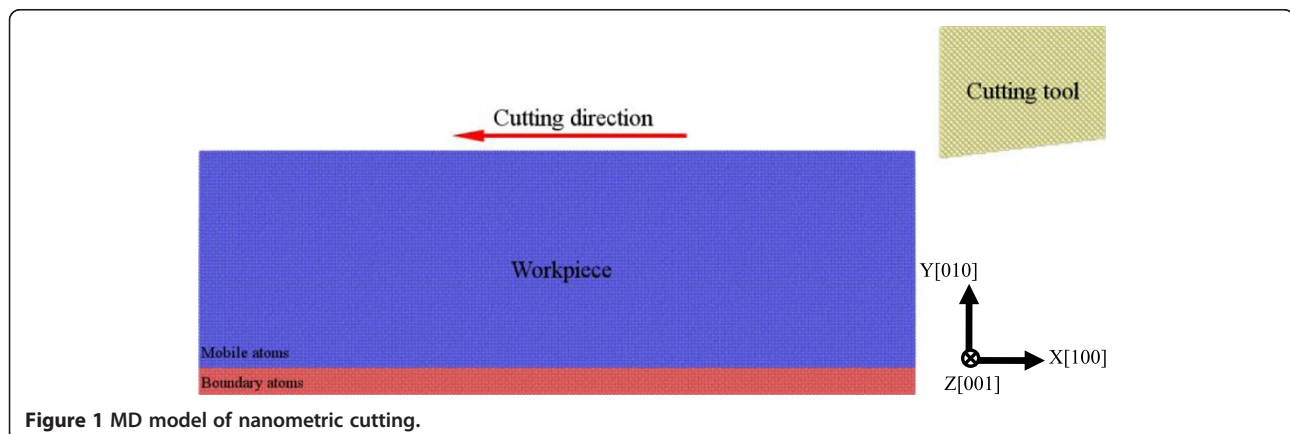 Cutting tool
Cutting direction
Workpiece
Y[010]
Mobile atoms
X[100]
Boundary atoms
Z[001]
Figure 1 MD model of nanometric cutting.